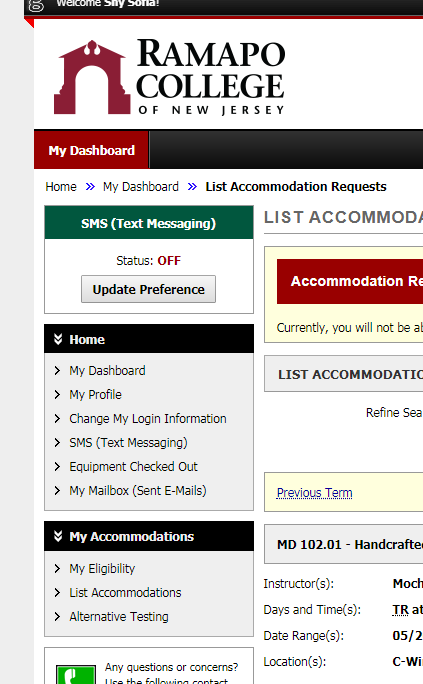 Welcome Shy Sofia!
RAMAPO
COLLEGE
OF NEW JERSEY
My Dashboard
Home » My Dashboard » List Accommodation Requests
SMS (Text Messaging)
Status: OFF
Update Preference
Home
My Dashboard
My Profile
Change My Login Information
SMS (Text Messaging)
Equipment Checked Out
My Mailbox (Sent E-Mails)
My Accommodations
My Eligibility
List Accommodations
Alternative Testing
Any questions or concerns?
Use the following contact
LIST ACCOMMODA
Accommodation Re
Currently, you will not be ab
LIST ACCOMMODATIO
Refine Sea
Previous Term
MD 102.01 - Handcrafte
Instructor(s): Moch
Days and Time(s): TR at
Date Range(s): 05/2
Location(s): C-Wi